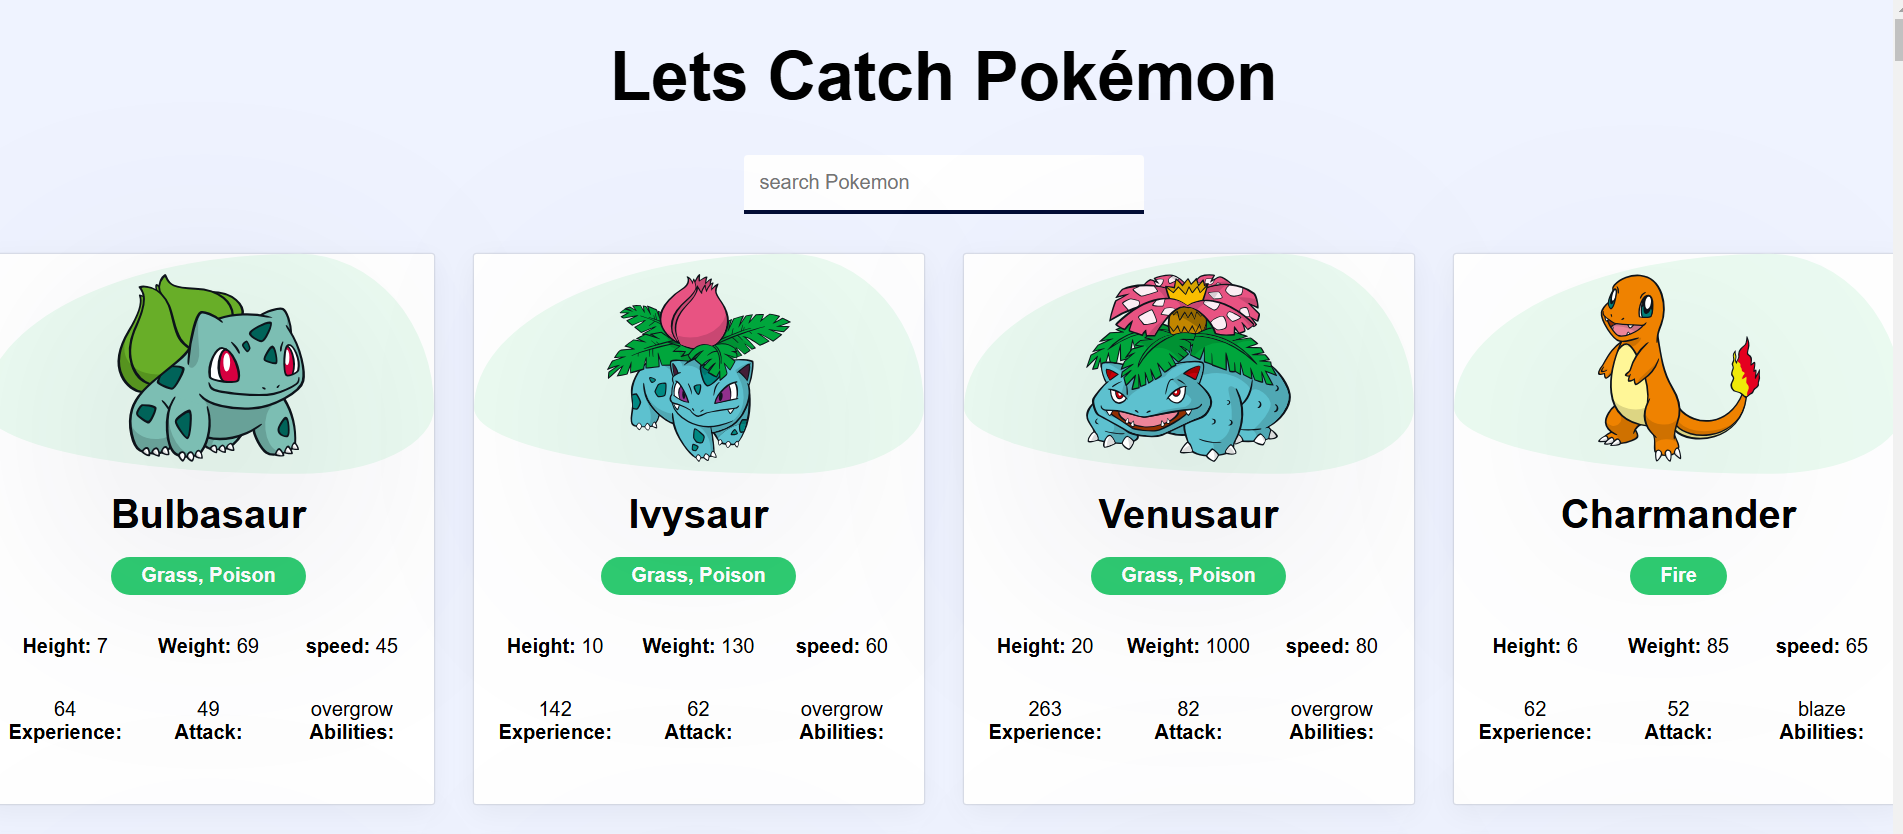 Lets Catch Pokémon
search Pokemon
Bulbasaur
Grass, Poison
Height: 7 Weight: 69 speed: 45
64 49 overgrow
Experience: Attack: Abilities:
Ivysaur
Grass, Poison
Height: 10 Weight: 130 speed: 60
142 62 overgrow
Experience: Attack: Abilities:
Venusaur
Grass, Poison
Height: 20 Weight: 1000 speed: 80
263 82 overgrow
Experience: Attack: Abilities:
Charmander
Fire
Height: 6 Weight: 85 speed: 65
62 52 blaze
Experience: Attack: Abilities: